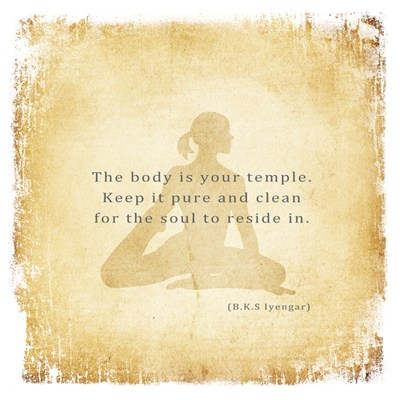 The body is your temple.
Keep it pure and clean
for the soul to reside in.
(B.K.S Iyengar)